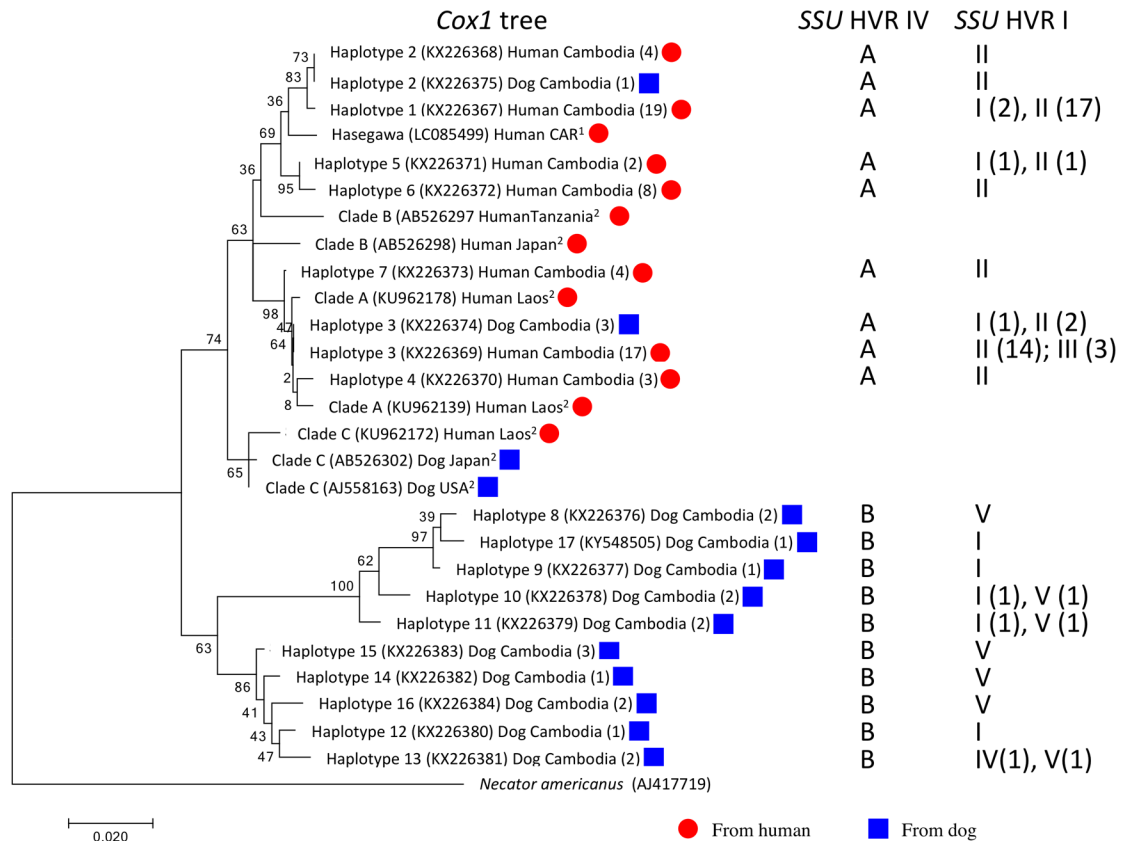 Cox1 tree SSU HVR IV SSU HVR I
73 Haplotype 2 (KX226368) Human Cambodia (4) A II
83 Haplotype 2 (KX226375) Dog Cambodia (1) A II
36 Haplotype 1 (KX226367) Human Cambodia (19) A I (2), II (17)
69 Hasegawa (LC085499) Human CAR1
36 Haplotype 5 (KX226371) Human Cambodia (2) A I (1), II (1)
95 Haplotype 6 (KX226372) Human Cambodia (8) A II
Clade B (AB526297 HumanTanzania2
63 Clade B (AB526298) Human Japan2
Haplotype 7 (KX226373) Human Cambodia (4) A II
Clade A (KU962178) Human Laos2
98 47 Haplotype 3 (KX226374) Dog Cambodia (3) A I (1), II (2)
74 64 Haplotype 3 (KX226369) Human Cambodia (17) A II (14); III (3)
2 Haplotype 4 (KX226370) Human Cambodia (3) A II
8 Clade A (KU962139) Human Laos2
Clade C (KU962172) Human Laos2
65 Clade C (AB526302) Dog Japan2
Clade C (AJ558163) Dog USA2
39 Haplotype 8 (KX226376) Dog Cambodia (2) B V
97 Haplotype 17 (KY548505) Dog Cambodia (1) B I
62 Haplotype 9 (KX226377) Dog Cambodia (1) B I
100 Haplotype 10 (KX226378) Dog Cambodia (2) B I (1), V (1)
Haplotype 11 (KX226379) Dog Cambodia (2) B I (1), V (1)
63 Haplotype 15 (KX226383) Dog Cambodia (3) B V
86 Haplotype 14 (KX226382) Dog Cambodia (1) B V
41 Haplotype 16 (KX226384) Dog Cambodia (2) B V
43 Haplotype 12 (KX226380) Dog Cambodia (1) B I
47 Haplotype 13 (KX226381) Dog Cambodia (2) B IV(1), V(1)
Necator americanus (AJ417719)
0.020 From human From dog